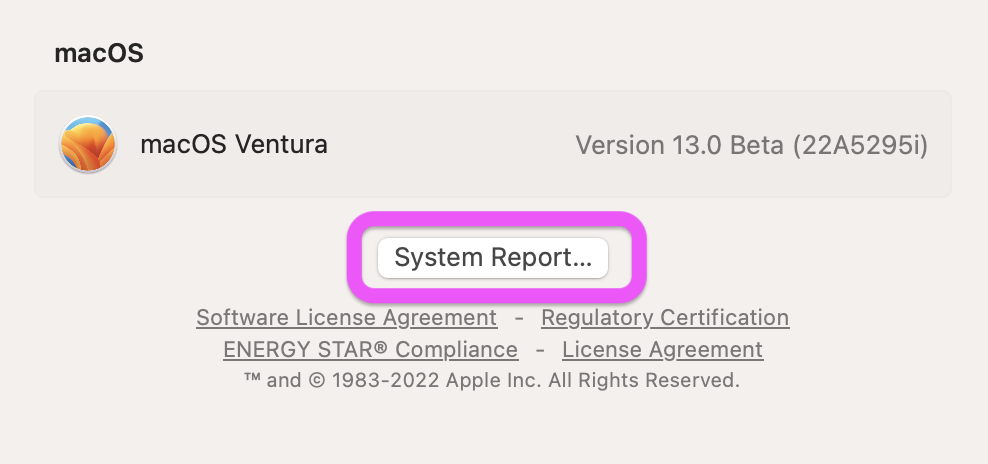 macOS
macOS Ventura Version 13.0 Beta (22A5295i)
System Report...
Software License Agreement - Regulatory Certification
ENERGY STAR® Compliance - License Agreement
™ and © 1983-2022 Apple Inc. All Rights Reserved.